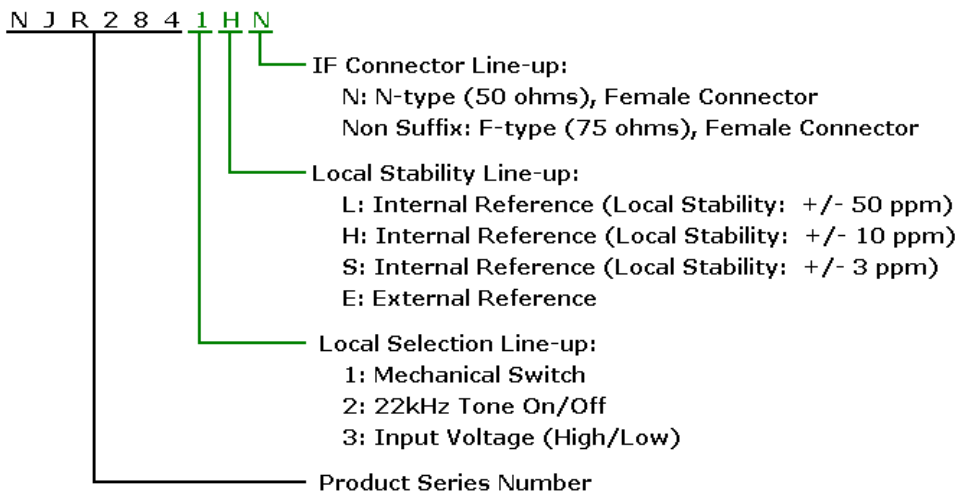 N J R 2 8 4 1 H N
IF Connector Line-up:
N: N-type (50 ohms), Female Connector
Non Suffix: F-type (75 ohms), Female Connector
Local Stability Line-up:
L: Internal Reference (Local Stability: +/- 50 ppm)
H: Internal Reference (Local Stability: +/- 10 ppm)
S: Internal Reference (Local Stability: +/- 3 ppm)
E: External Reference
Local Selection Line-up:
1: Mechanical Switch
2: 22kHz Tone On/Off
3: Input Voltage (High/Low)
Product Series Number